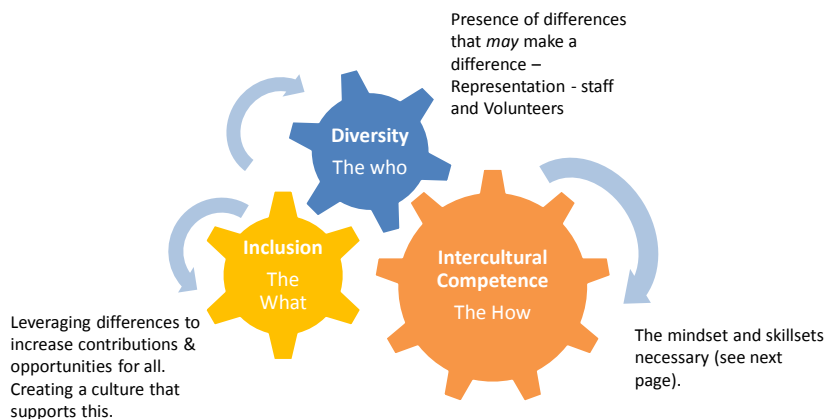 Presence of differences
that may make a
difference –
Representation - staff
and Volunteers
Diversity
The who
Inclusion
The
What
Intercultural
Competence
The How
Leveraging differences to
increase contributions &
opportunities for all.
Creating a culture that
supports this.
The mindset and skillsets
necessary (see next
page).